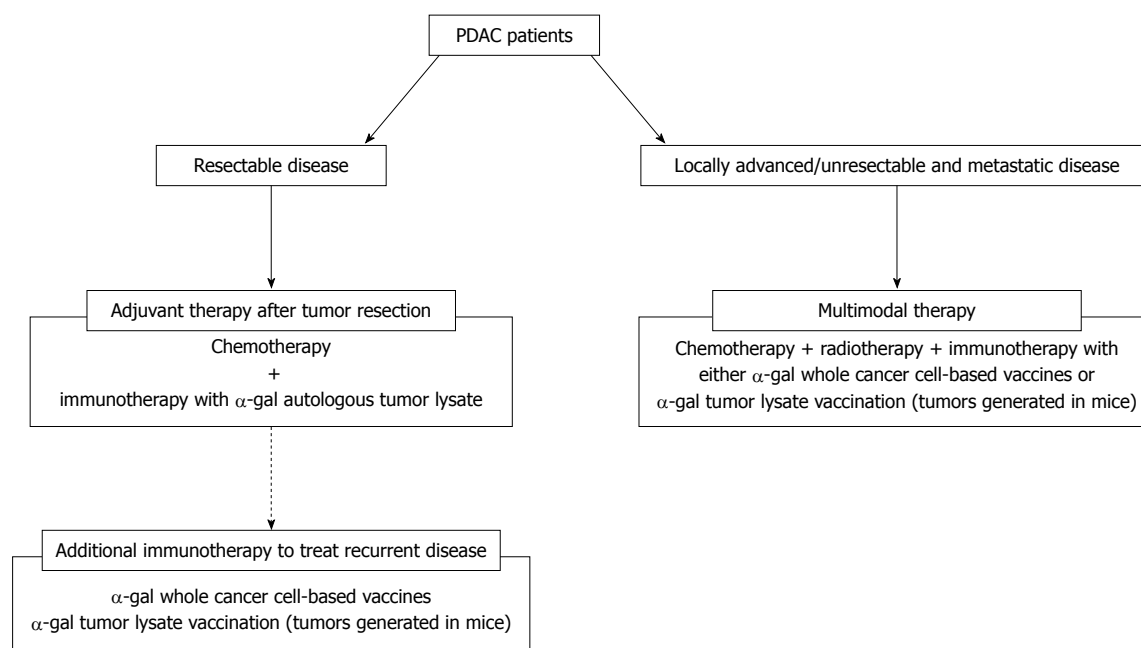 PDAC patients
Resectable disease
Locally advanced/unresectable and metastatic disease
Adjuvant therapy after tumor resection
Chemotherapy
+
immunotherapy with α-gal autologous tumor lysate
Multimodal therapy
Chemotherapy + radiotherapy + immunotherapy with
either α-gal whole cancer cell-based vaccines or
α-gal tumor lysate vaccination (tumors generated in mice)
Additional immunotherapy to treat recurrent disease
α-gal whole cancer cell-based vaccines
α-gal tumor lysate vaccination (tumors generated in mice)